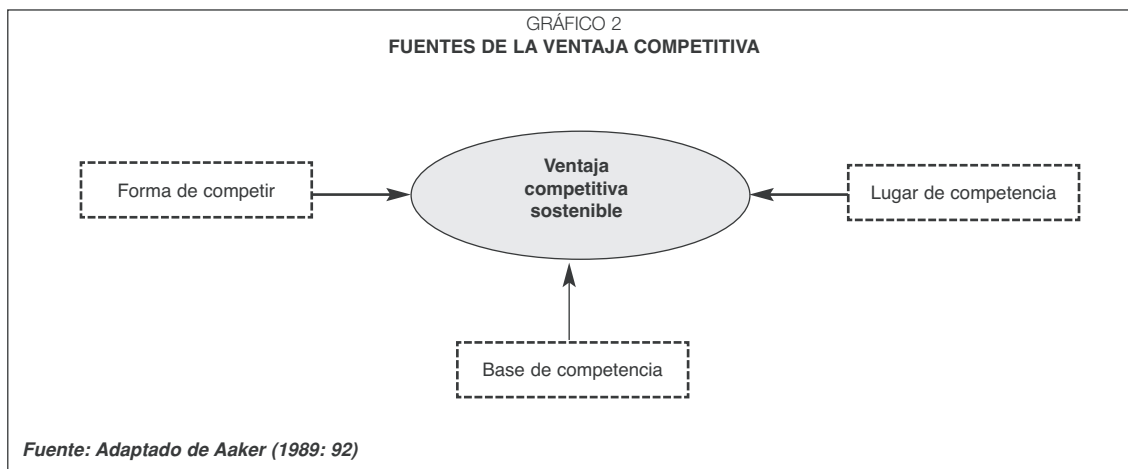 GRÁFICO 2
FUENTES DE LA VENTAJA COMPETITIVA
Ventaja
competitiva
sostenible
Forma de competir
Lugar de competencia
Base de competencia
Fuente: Adaptado de Aaker (1989: 92)